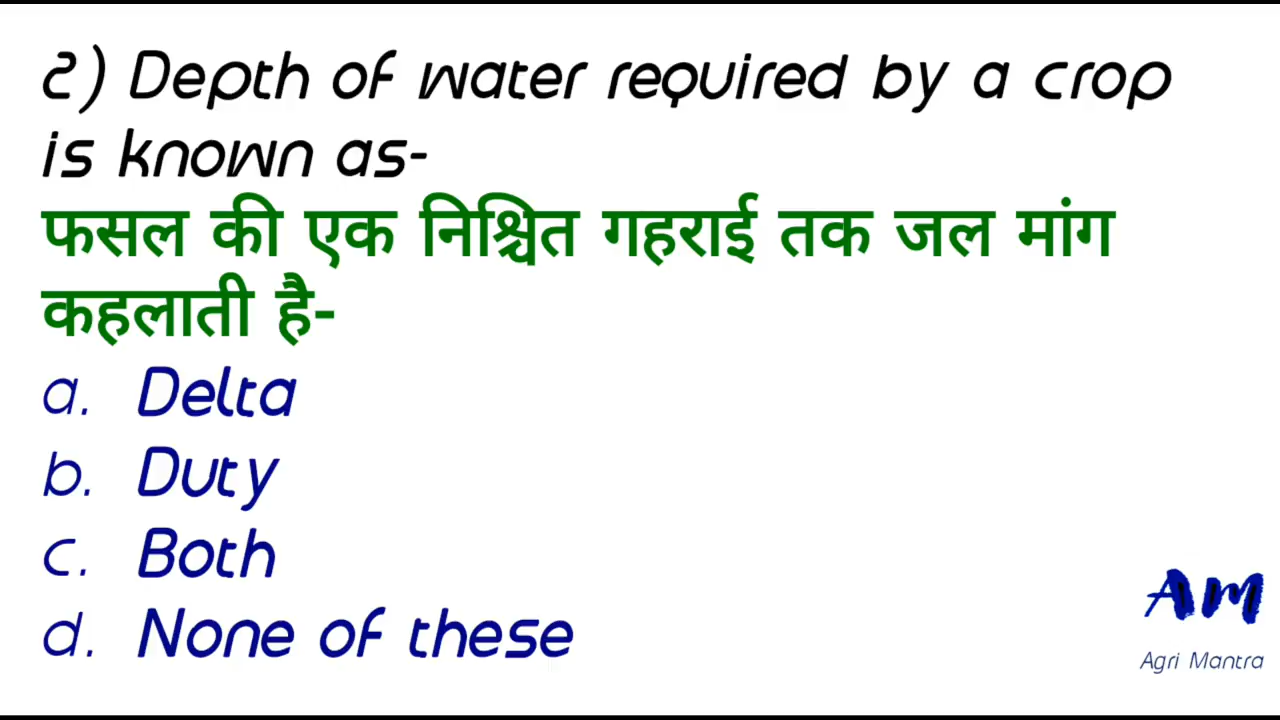 2) Depth of water required by a crop
is known as-
फसल की एक निश्चित गहराई तक जल मांग
कहलाती है-
a. Delta
b. Duty
c. Both
d. None of these
AM
Agri Mantra